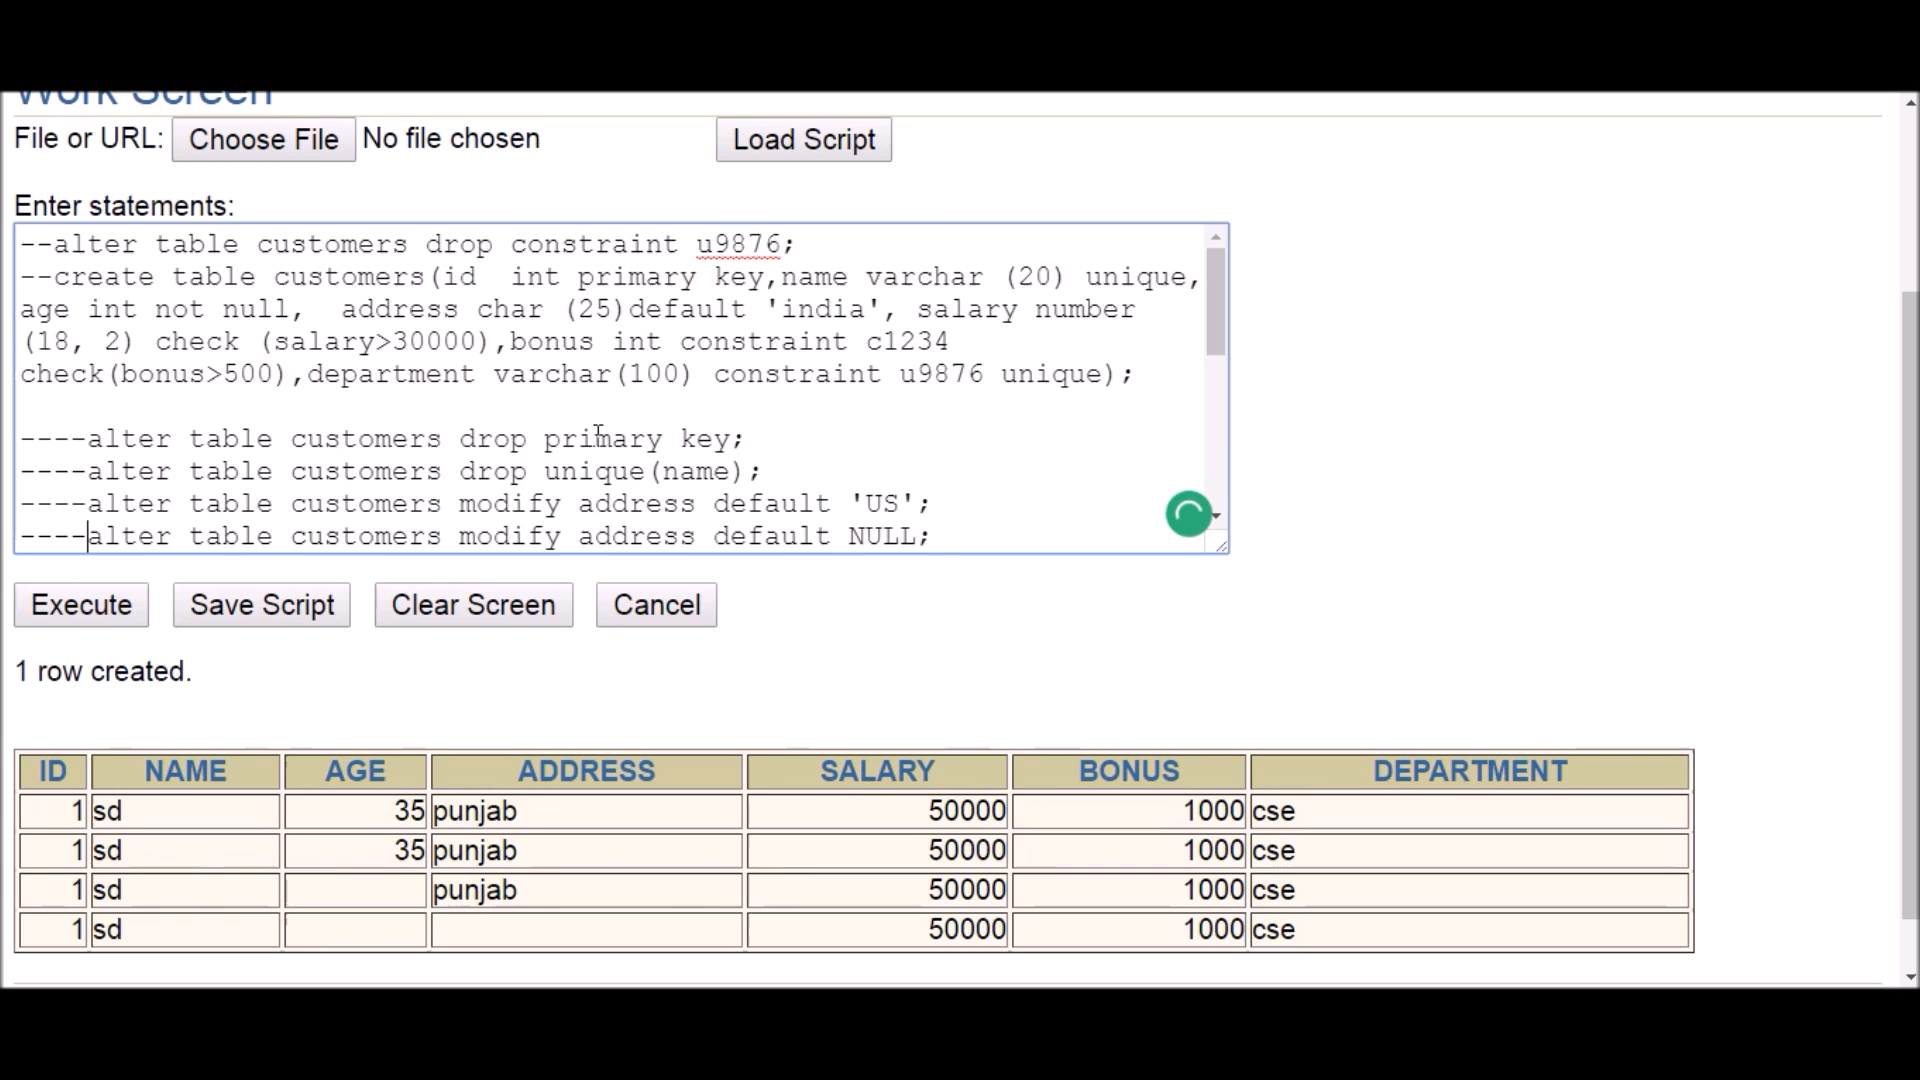 Work Screen
File or URL: Choose File No file chosen Load Script
Enter statements:
--alter table customers drop constraint u9876;
--create table customers(id  int primary key,name varchar (20) unique,
age int not null,  address char (25)default 'india', salary number
(18, 2) check (salary>30000),bonus int constraint c1234
check(bonus>500),department varchar(100) constraint u9876 unique);
----alter table customers drop primary key;
----alter table customers drop unique(name);
----alter table customers modify address default 'US';
----alter table customers modify address default NULL;
Execute Save Script Clear Screen Cancel
1 row created.
ID NAME AGE ADDRESS SALARY BONUS DEPARTMENT
1 sd 35 punjab 50000 1000 cse
1 sd 35 punjab 50000 1000 cse
1 sd punjab 50000 1000 cse
1 sd 50000 1000 cse